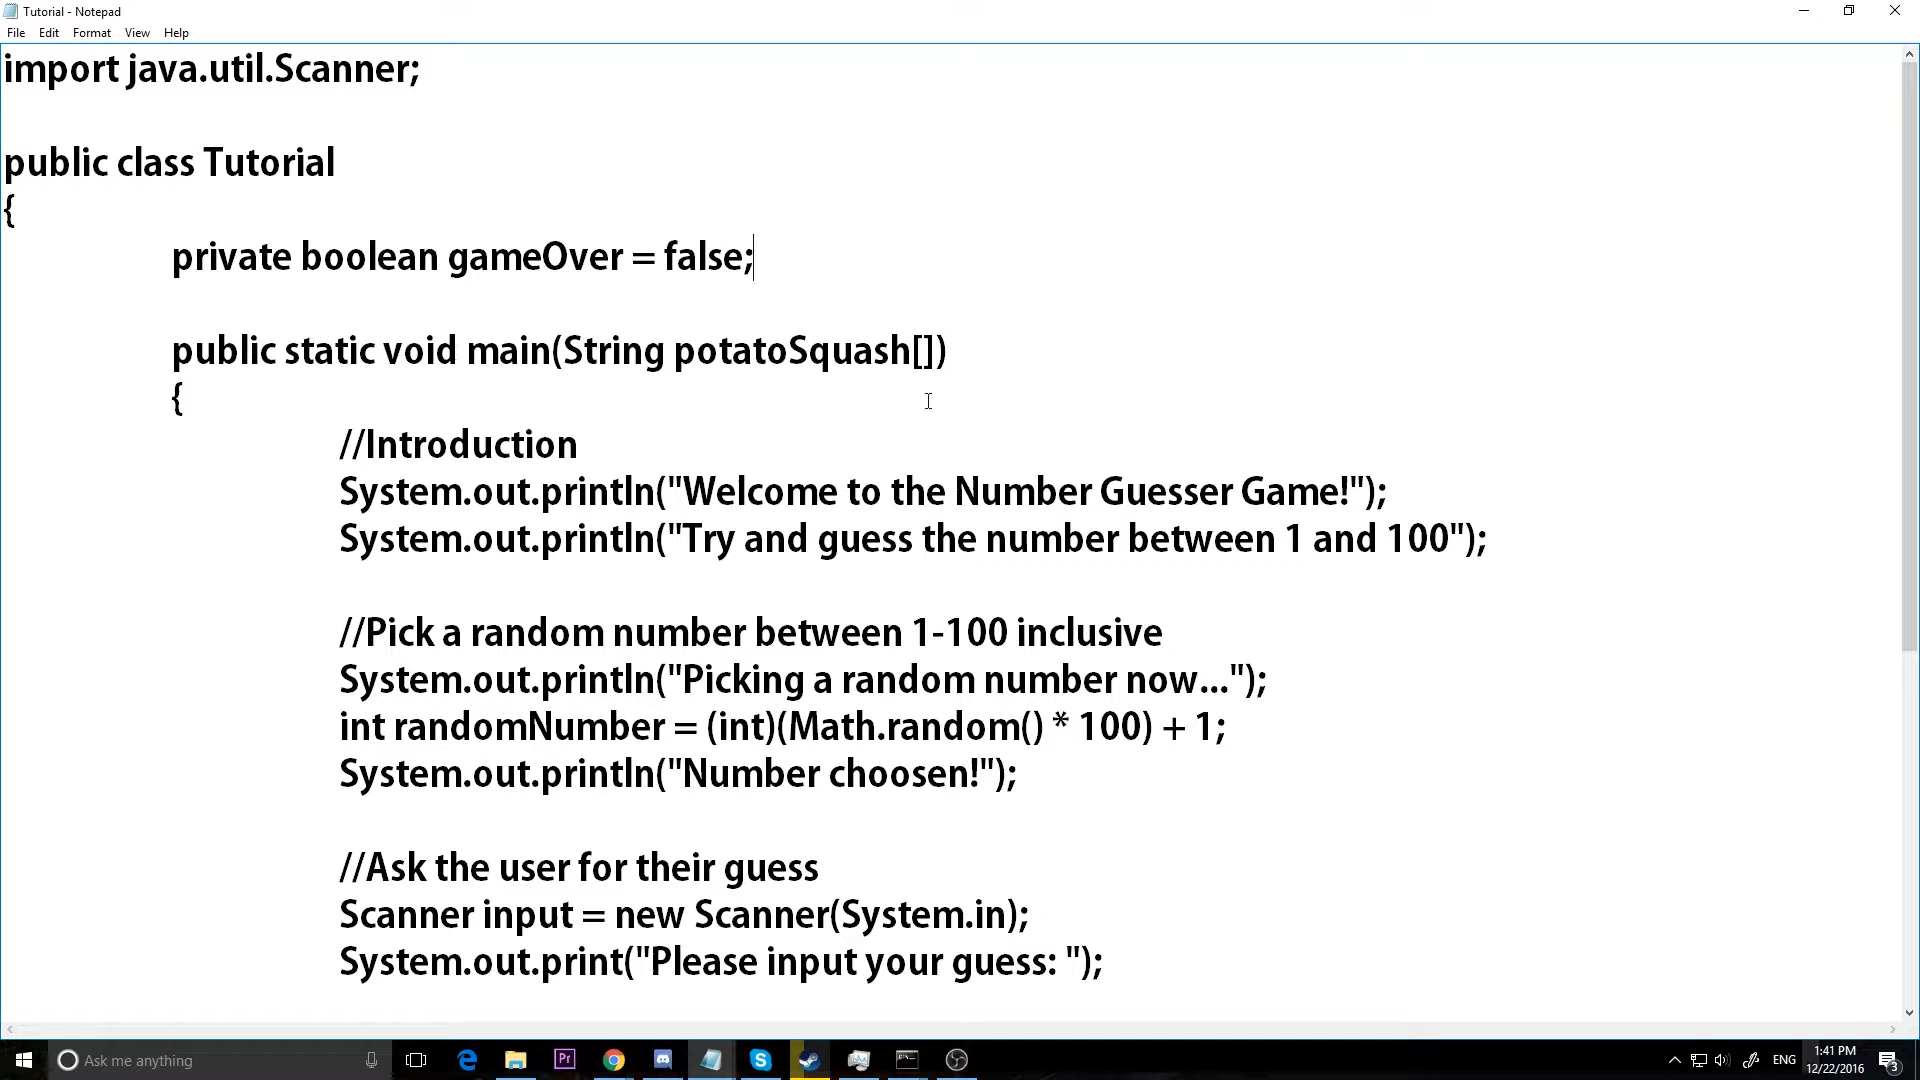 Tutorial - Notepad
File Edit Format View Help
import java.util.Scanner;
public class Tutorial
{
private boolean gameOver = false;
public static void main(String potatoSquash[])
{
//Introduction
System.out.println("Welcome to the Number Guesser Game!");
System.out.println("Try and guess the number between 1 and 100");
//Pick a random number between 1-100 inclusive
System.out.println("Picking a random number now...");
int randomNumber = (int)(Math.random() * 100) + 1;
System.out.println("Number choosen!");
//Ask the user for their guess
Scanner input = new Scanner(System.in);
System.out.print("Please input your guess: ");
Ask me anything
Pr
ENG
1:41 PM
12/22/2016
3